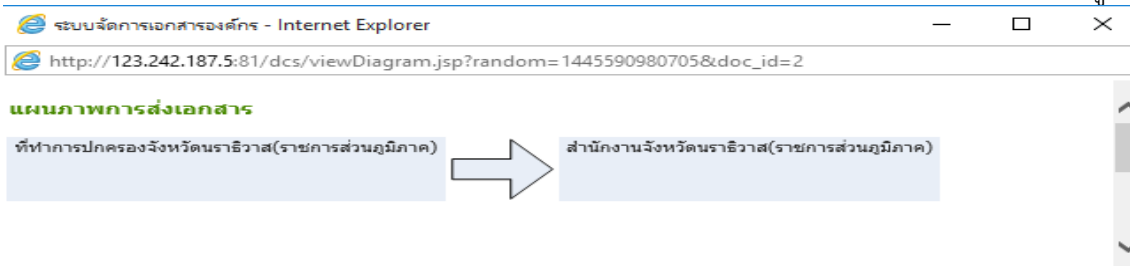 ระบบจัดการเอกสารองค์กร - Internet Explorer
http://123.242.187.5:81/dcs/viewDiagram.jsp?random=1445590980705&doc_id=2
แผนภาพการส่งเอกสาร
ที่ทำการปกครองจังหวัดนราธิวาส(ราชการส่วนภูมิภาค)
สำนักงานจังหวัดนราธิวาส(ราชการส่วนภูมิภาค)